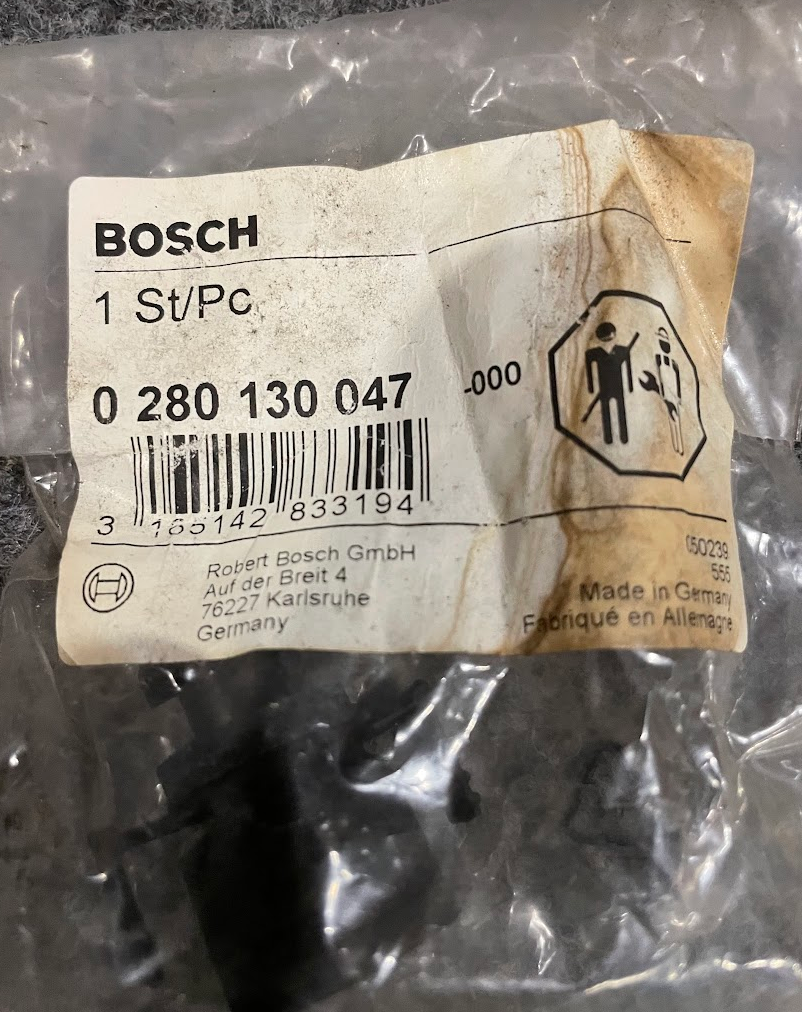 BOSCH
1 St/Pc
0 280 130 047 -000
3 165142 833194
Robert Bosch GmbH
Auf der Breit 4
76227 Karlsruhe
Germany
050239
555
Made in Germany
Fabriqué en Allemagne